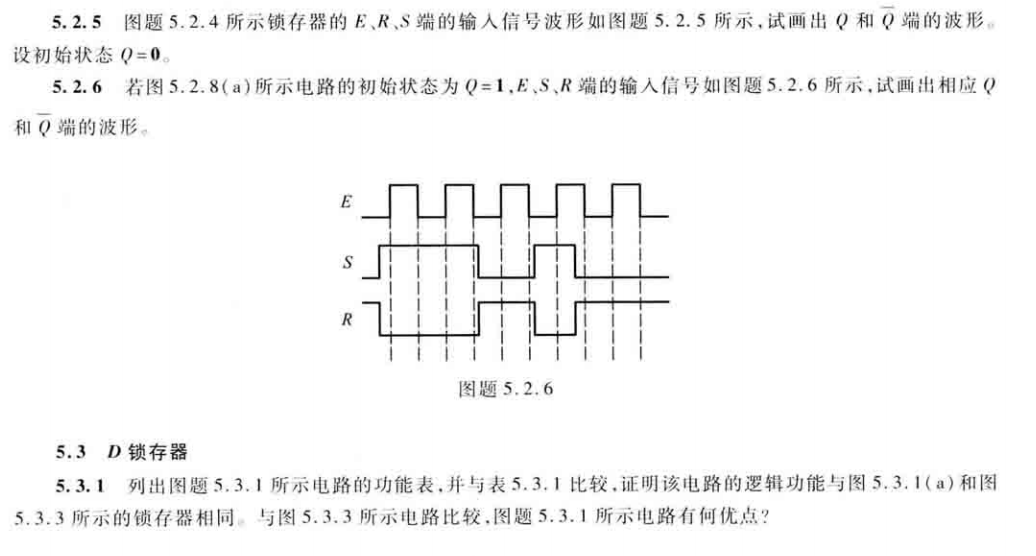 5.2.5 图题 5.2.4 所示锁存器的 E、R、S 端的输入信号波形如图题 5.2.5 所示,试画出 Q 和 Q̅ 端的波形。
设初始状态 Q=0。
5.2.6 若图 5.2.8(a)所示电路的初始状态为 Q=1,E、S、R 端的输入信号如图题 5.2.6 所示,试画出相应 Q
和 Q̅ 端的波形。
E
S
R
图题 5.2.6
5.3 D 锁存器
5.3.1 列出图题 5.3.1 所示电路的功能表,并与表 5.3.1 比较,证明该电路的逻辑功能与图 5.3.1(a)和图
5.3.3 所示的锁存器相同。与图 5.3.3 所示电路比较,图题 5.3.1 所示电路有何优点?